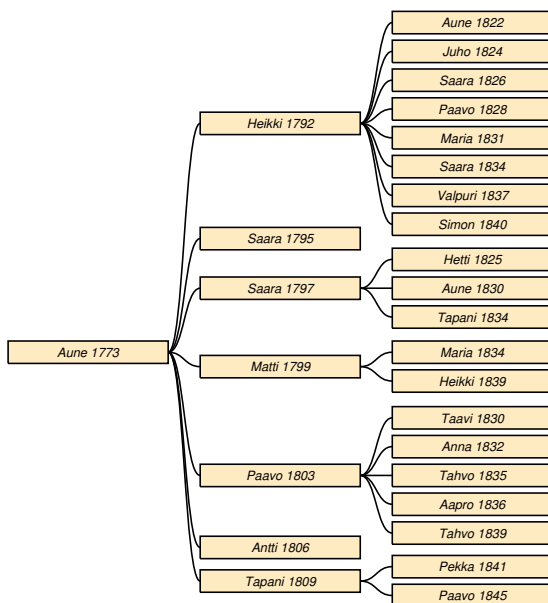 Aune 1822
Juho 1824
Saara 1826
Paavo 1828
Heikki 1792
Maria 1831
Saara 1834
Valpuri 1837
Simon 1840
Saara 1795
Hetti 1825
Saara 1797
Aune 1830
Tapani 1834
Aune 1773
Maria 1834
Matti 1799
Heikki 1839
Taavi 1830
Anna 1832
Paavo 1803
Tahvo 1835
Aapro 1836
Tahvo 1839
Antti 1806
Pekka 1841
Tapani 1809
Paavo 1845